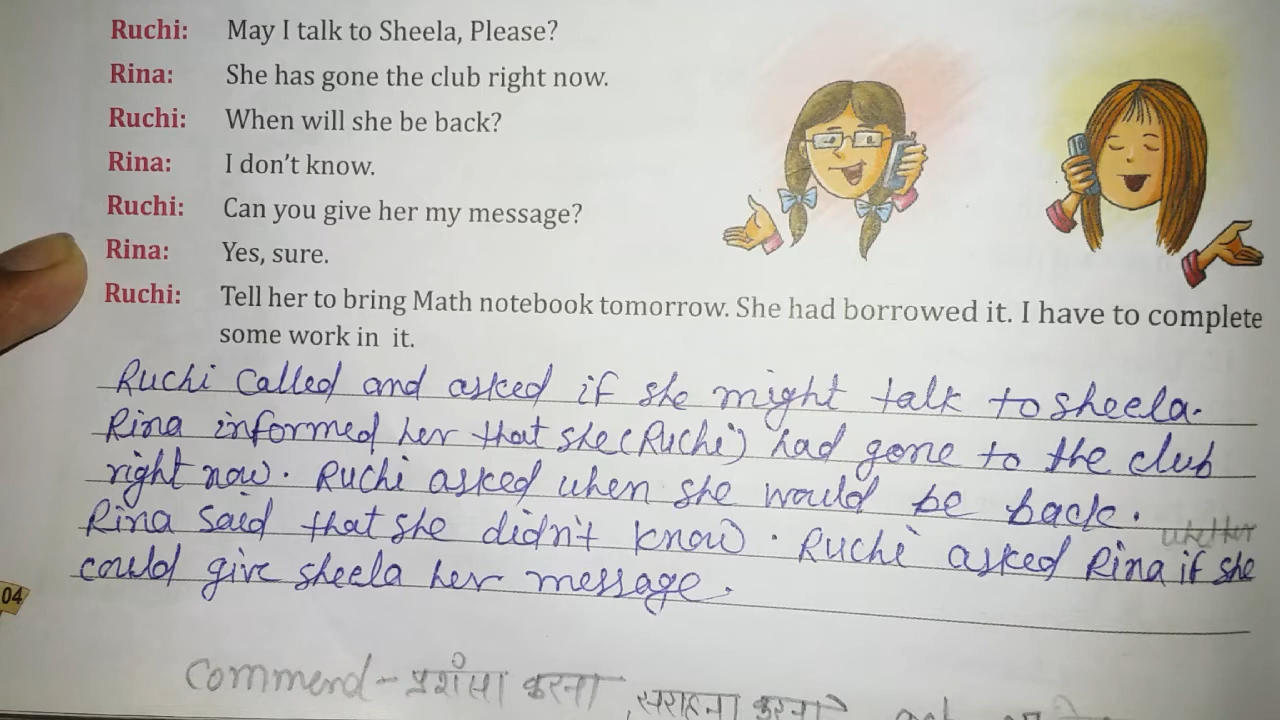 Ruchi: May I talk to Sheela, Please?
Rina: She has gone the club right now.
Ruchi: When will she be back?
Rina: I don't know.
Ruchi: Can you give her my message?
Rina: Yes, sure.
Ruchi: Tell her to bring Math notebook tomorrow. She had borrowed it. I have to complete
some work in it.
Ruchi called and asked if she might talk to sheela.
Rina informed her that she (Ruchi) had gone to the club
right now. Ruchi asked when she would be back.
whether
Rina said that she didn't know. Ruchi asked Rina if she
could give sheela her message.
04
Commend - प्रशंसा करना, सराहना करना